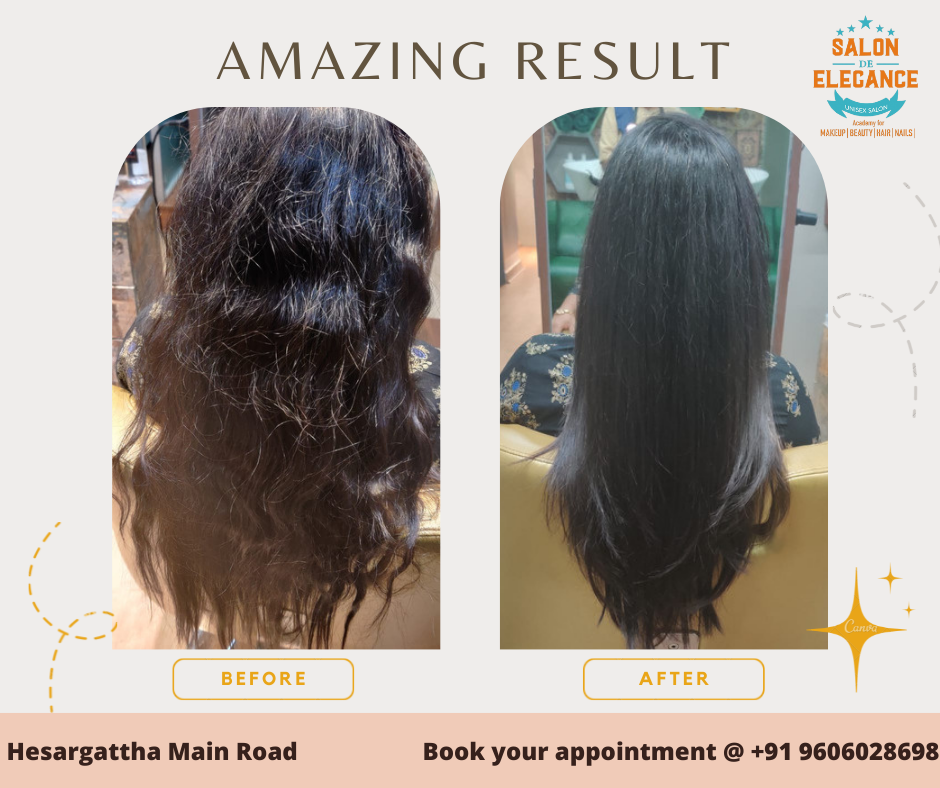 AMAZING RESULT
SALON
DE
ELEGANCE
UNISEX SALON
Academy for
MAKEUP | BEAUTY | HAIR | NAILS |
BEFORE
AFTER
Canva
Hesargattha Main Road
Book your appointment @ +91 9606028698